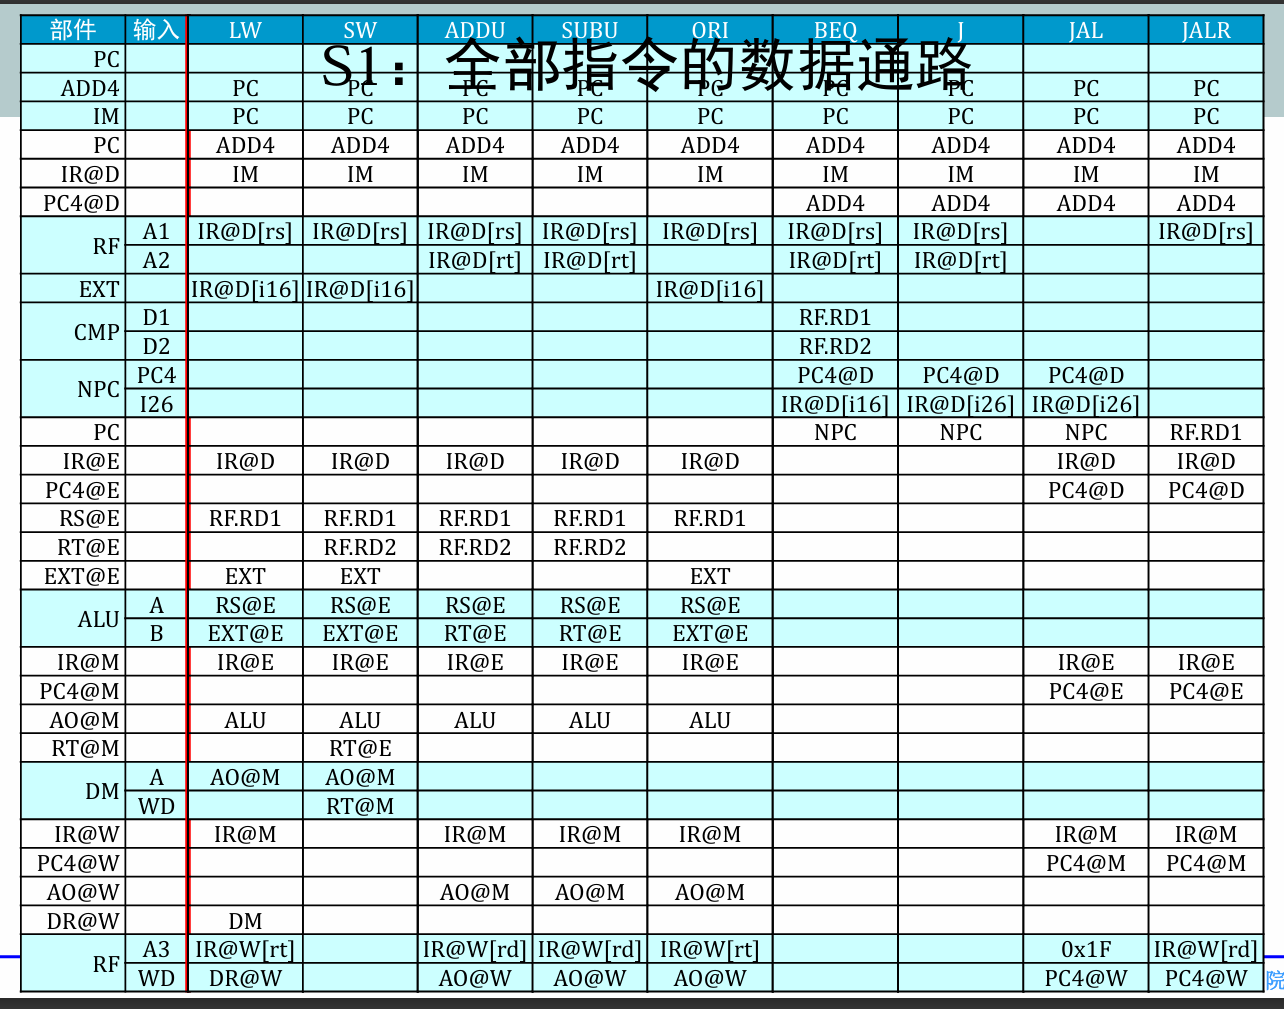 部件 输入 LW SW ADDU SUBU ORI BEQ J JAL JALR
S1：全部指令的数据通路
PC
ADD4 PC PC PC PC PC PC PC PC PC
IM PC PC PC PC PC PC PC PC PC
PC ADD4 ADD4 ADD4 ADD4 ADD4 ADD4 ADD4 ADD4 ADD4
IR@D IM IM IM IM IM IM IM IM IM
PC4@D ADD4 ADD4 ADD4 ADD4
RF A1 IR@D[rs] IR@D[rs] IR@D[rs] IR@D[rs] IR@D[rs] IR@D[rs] IR@D[rs] IR@D[rs]
A2 IR@D[rt] IR@D[rt] IR@D[rt] IR@D[rt]
EXT IR@D[i16] IR@D[i16] IR@D[i16]
CMP D1 RF.RD1
D2 RF.RD2
NPC PC4 PC4@D PC4@D PC4@D
I26 IR@D[i16] IR@D[i26] IR@D[i26]
PC NPC NPC NPC RF.RD1
IR@E IR@D IR@D IR@D IR@D IR@D IR@D IR@D
PC4@E PC4@D PC4@D
RS@E RF.RD1 RF.RD1 RF.RD1 RF.RD1 RF.RD1
RT@E RF.RD2 RF.RD2 RF.RD2
EXT@E EXT EXT EXT
ALU A RS@E RS@E RS@E RS@E RS@E
B EXT@E EXT@E RT@E RT@E EXT@E
IR@M IR@E IR@E IR@E IR@E IR@E IR@E IR@E
PC4@M PC4@E PC4@E
AO@M ALU ALU ALU ALU ALU
RT@M RT@E
DM A AO@M AO@M
WD RT@M
IR@W IR@M IR@M IR@M IR@M IR@M IR@M
PC4@W PC4@M PC4@M
AO@W AO@M AO@M AO@M
DR@W DM
RF A3 IR@W[rt] IR@W[rd] IR@W[rd] IR@W[rt] 0x1F IR@W[rd]
WD DR@W AO@W AO@W AO@W PC4@W PC4@W
院